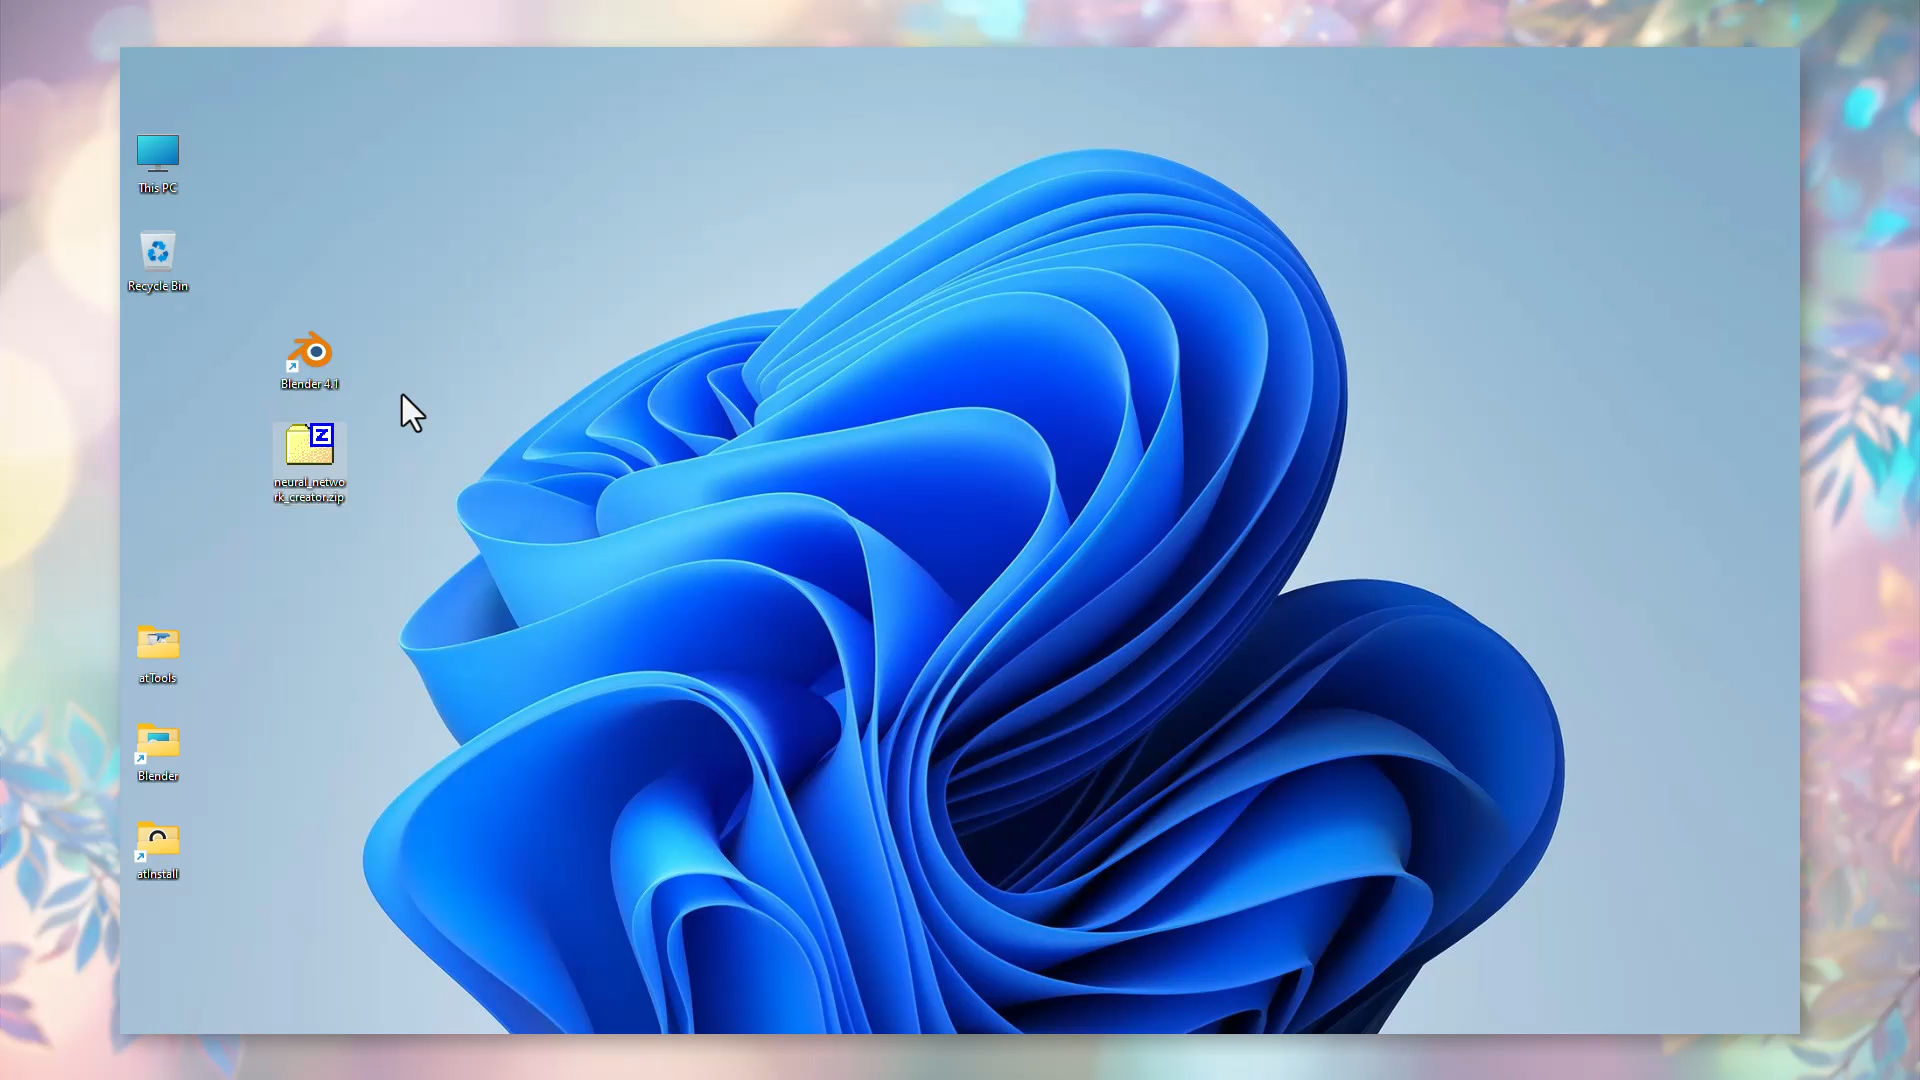 This PC
Recycle Bin
Blender 4.1
Z
neural_netwo
rk_creator.zip
atTools
Blender
atInstall